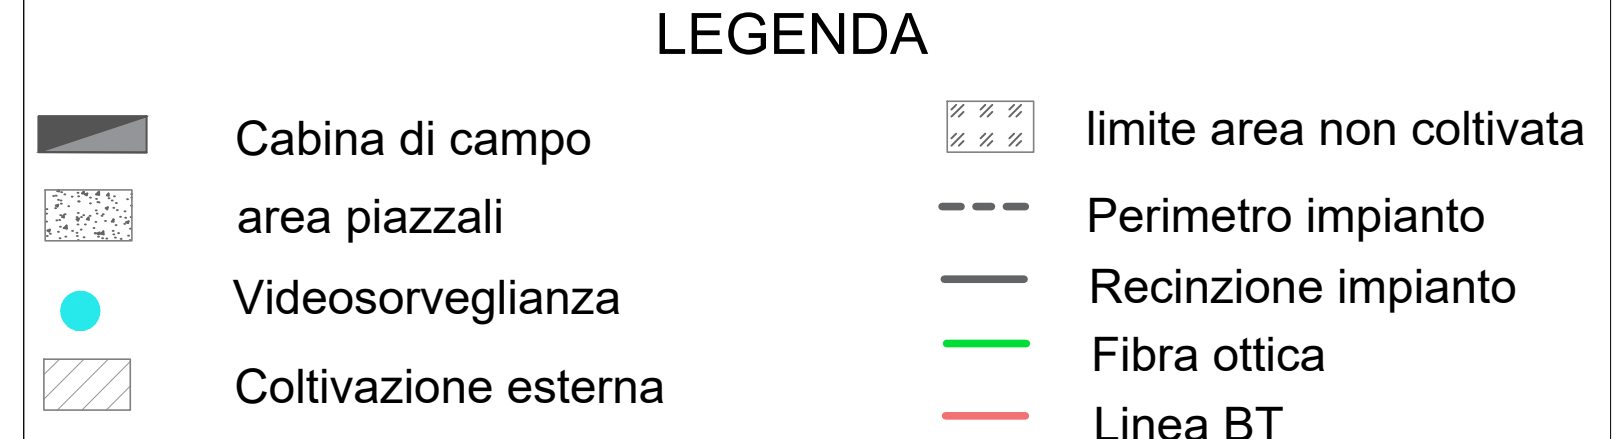 LEGENDA
Cabina di campo
area piazzali
Videosorveglianza
Coltivazione esterna
limite area non coltivata
Perimetro impianto
Recinzione impianto
Fibra ottica
Linea BT